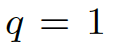 q = 1